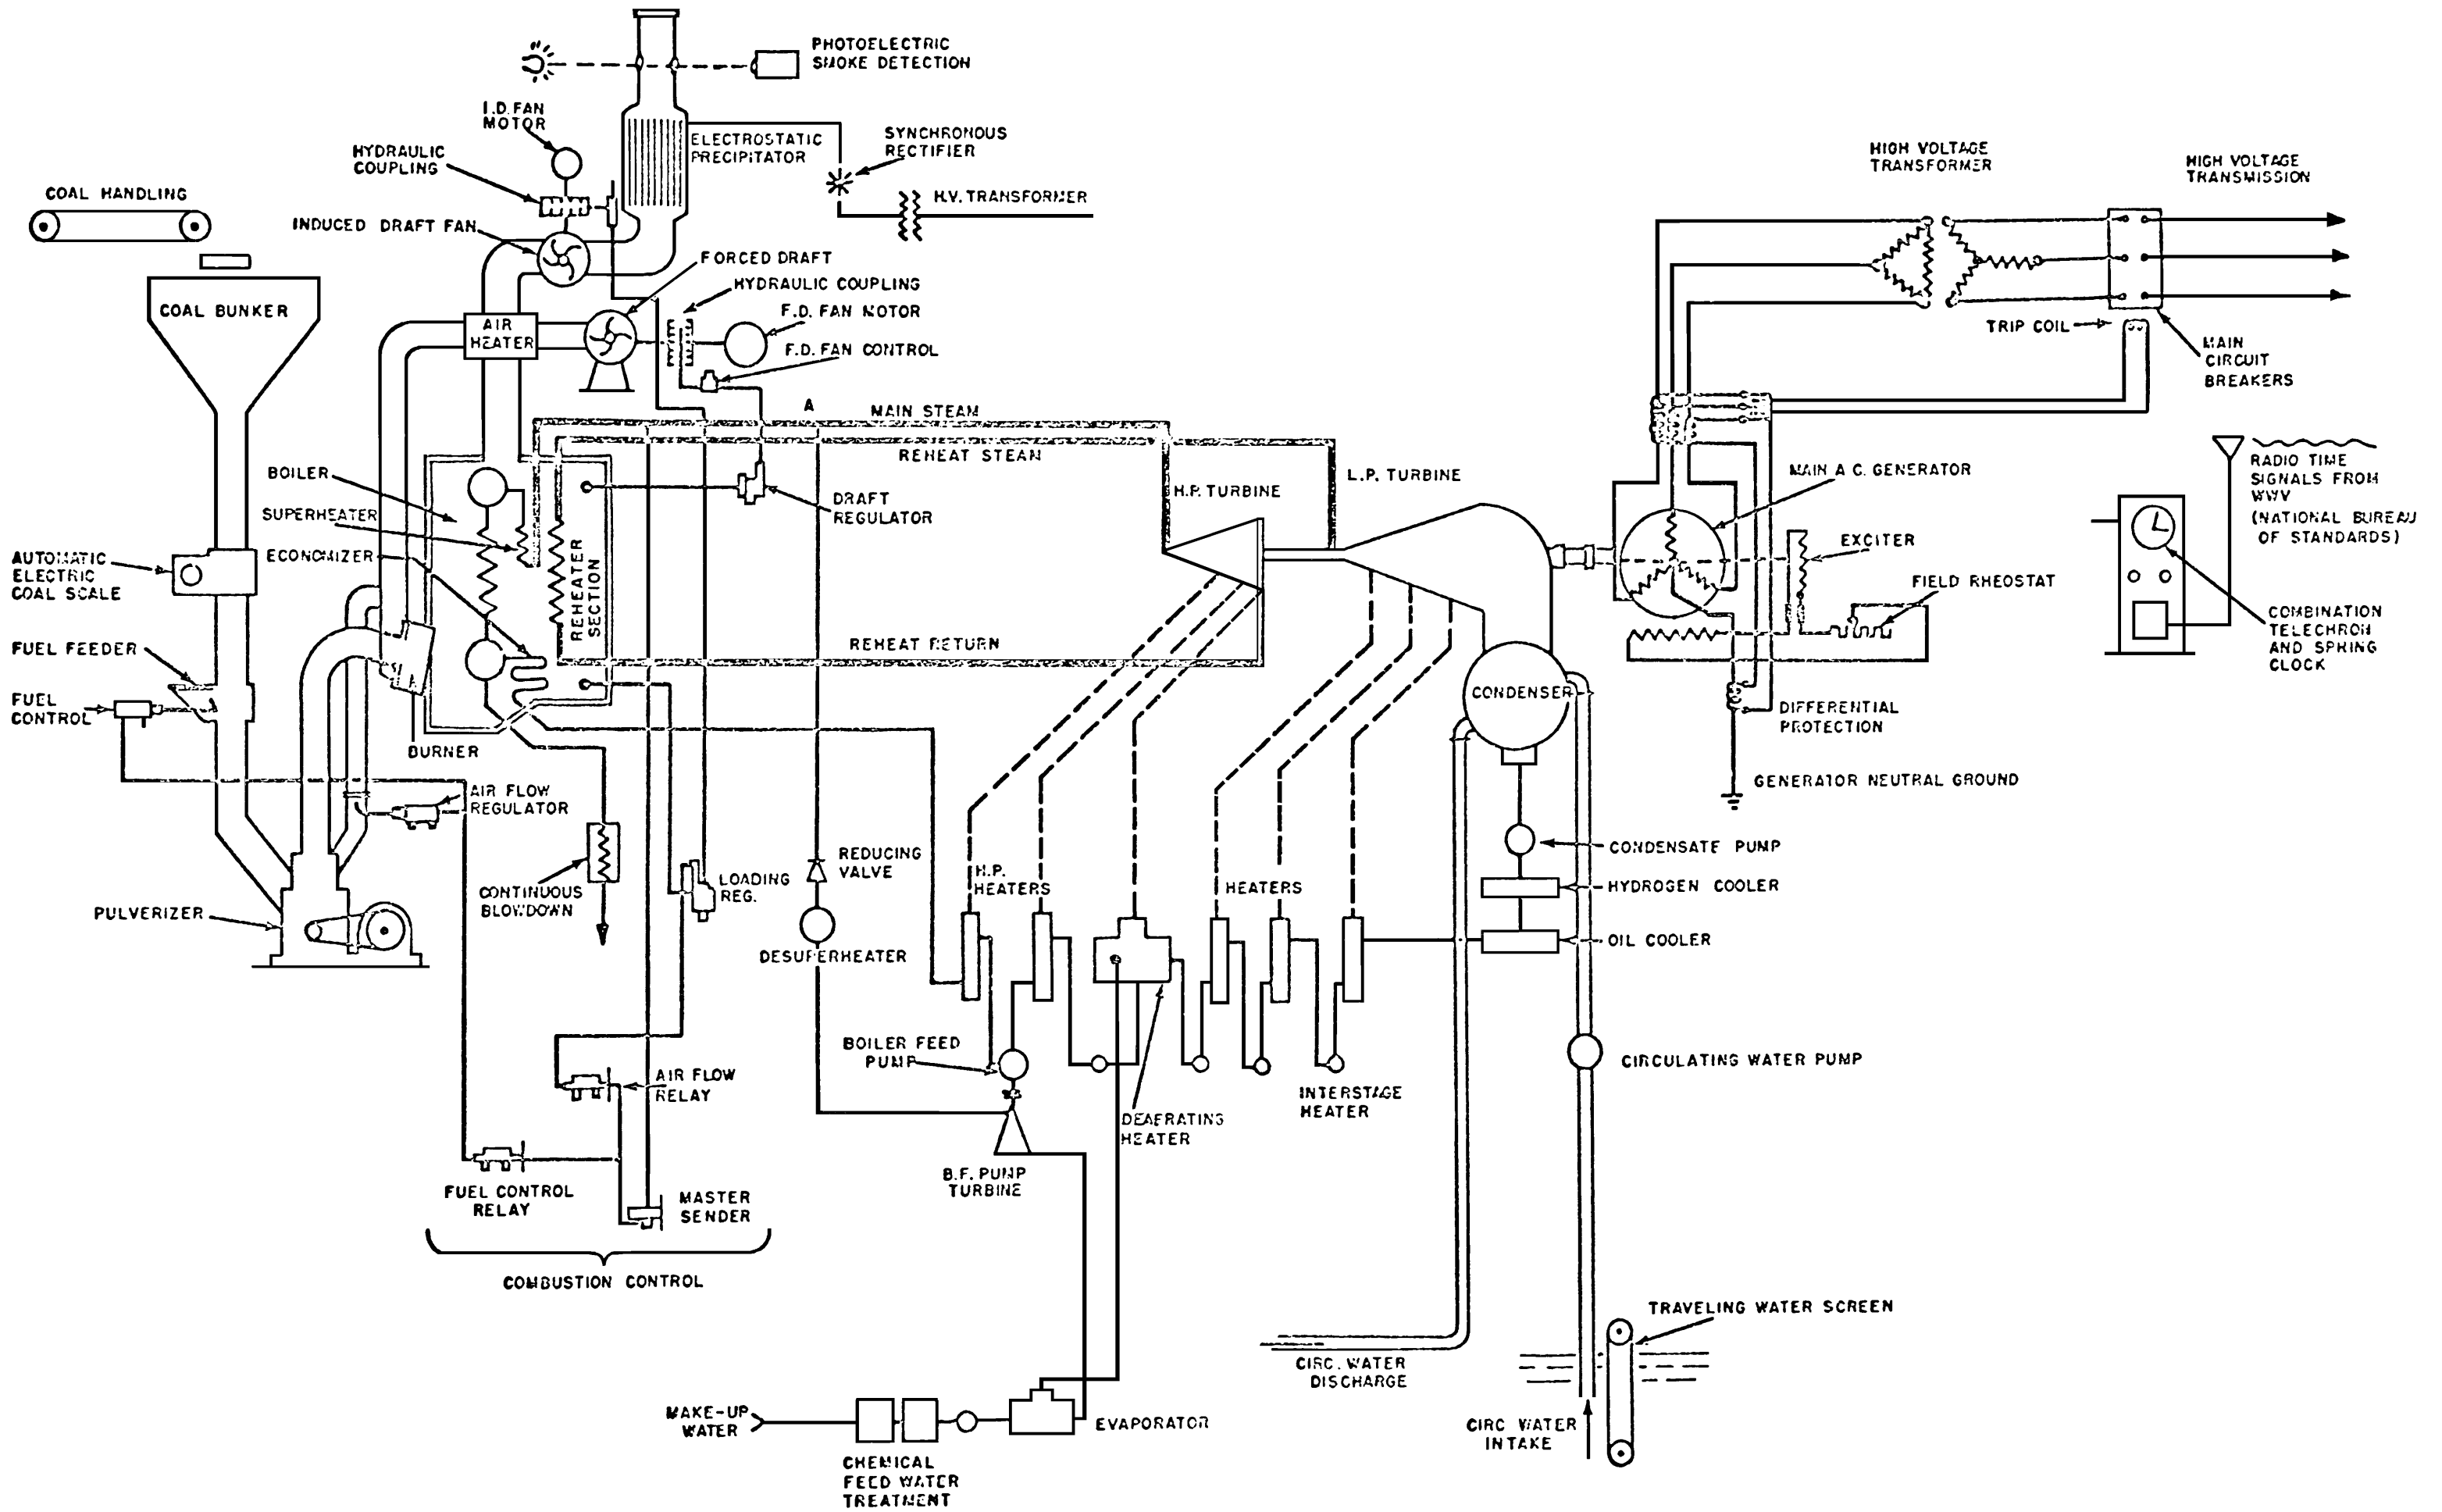 PHOTOELECTRIC
SMOKE DETECTION
I.D. FAN
MOTOR
HYDRAULIC
COUPLING
ELECTROSTATIC
PRECIPITATOR
SYNCHRONOUS
RECTIFIER
H.V. TRANSFORMER
COAL HANDLING
INDUCED DRAFT FAN
FORCED DRAFT
HYDRAULIC COUPLING
F.D. FAN MOTOR
F.D. FAN CONTROL
COAL BUNKER
AIR
HEATER
HIGH VOLTAGE
TRANSFORMER
HIGH VOLTAGE
TRANSMISSION
TRIP COIL
MAIN
CIRCUIT
BREAKERS
A
MAIN STEAM
REHEAT STEAM
BOILER
SUPERHEATER
ECONOMIZER
REHEATER
SECTION
DRAFT
REGULATOR
H.P. TURBINE
L.P. TURBINE
MAIN A C. GENERATOR
EXCITER
FIELD RHEOSTAT
RADIO TIME
SIGNALS FROM
WWV
(NATIONAL BUREAU
OF STANDARDS)
COMBINATION
TELECHRON
AND SPRING
CLOCK
AUTOMATIC
ELECTRIC
COAL SCALE
FUEL FEEDER
FUEL
CONTROL
BURNER
REHEAT RETURN
CONDENSER
DIFFERENTIAL
PROTECTION
GENERATOR NEUTRAL GROUND
AIR FLOW
REGULATOR
CONTINUOUS
BLOWDOWN
LOADING
REG.
REDUCING
VALVE
DESUPERHEATER
H.P.
HEATERS
HEATERS
CONDENSATE PUMP
HYDROGEN COOLER
OIL COOLER
PULVERIZER
BOILER FEED
PUMP
AIR FLOW
RELAY
DEAERATING
HEATER
INTERSTAGE
HEATER
CIRCULATING WATER PUMP
B.F. PUMP
TURBINE
FUEL CONTROL
RELAY
MASTER
SENDER
COMBUSTION CONTROL
TRAVELING WATER SCREEN
CIRC. WATER
DISCHARGE
CIRC WATER
INTAKE
MAKE-UP
WATER
EVAPORATOR
CHEMICAL
FEED WATER
TREATMENT